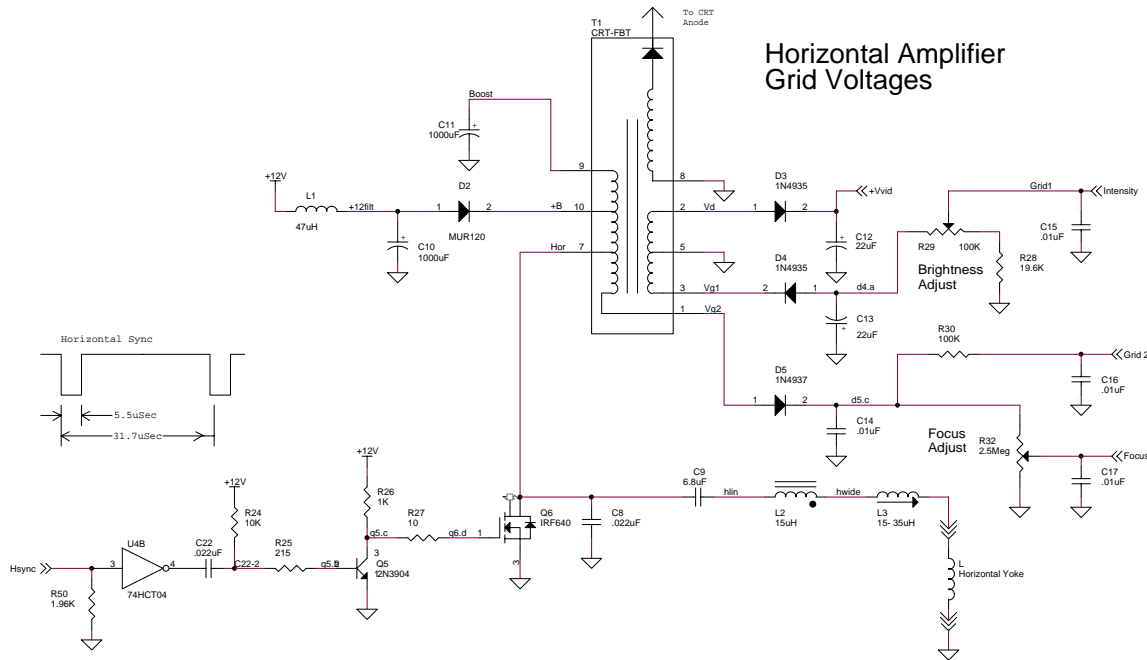 To CRT
Anode
T1
CRT-FBT
Horizontal Amplifier
Grid Voltages
Boost
C11
1000uF
+
9
8
+12V
L1
47uH
+12filt
C10
1000uF
+
D2
1
2
MUR120
+B
10
Hor
7
2
Vd
D3
1N4935
1
2
+Vvid
C12
22uF
+
5
3
Vg1
D4
1N4935
2
1
d4.a
C13
22uF
+
1
Vg2
R29
100K
Brightness
Adjust
R28
19.6K
Grid1
Intensity
C15
.01uF
D5
1N4937
1
2
d5.c
C14
.01uF
R30
100K
Grid 2
C16
.01uF
Focus
Adjust
R32
2.5Meg
Focus
C17
.01uF
Horizontal Sync
5.5uSec
31.7uSec
Hsync
R50
1.96K
U4B
3
4
74HCT04
C22
.022uF
C22-2
+12V
R24
10K
R25
215
q5.b
2
+12V
R26
1K
q5.c
3
Q5
2N3904
1
R27
10
q6.d
1
4
Q6
IRF640
3
C8
.022uF
C9
6.8uF
hlin
L2
15uH
hwide
L3
15- 35uH
L
Horizontal Yoke